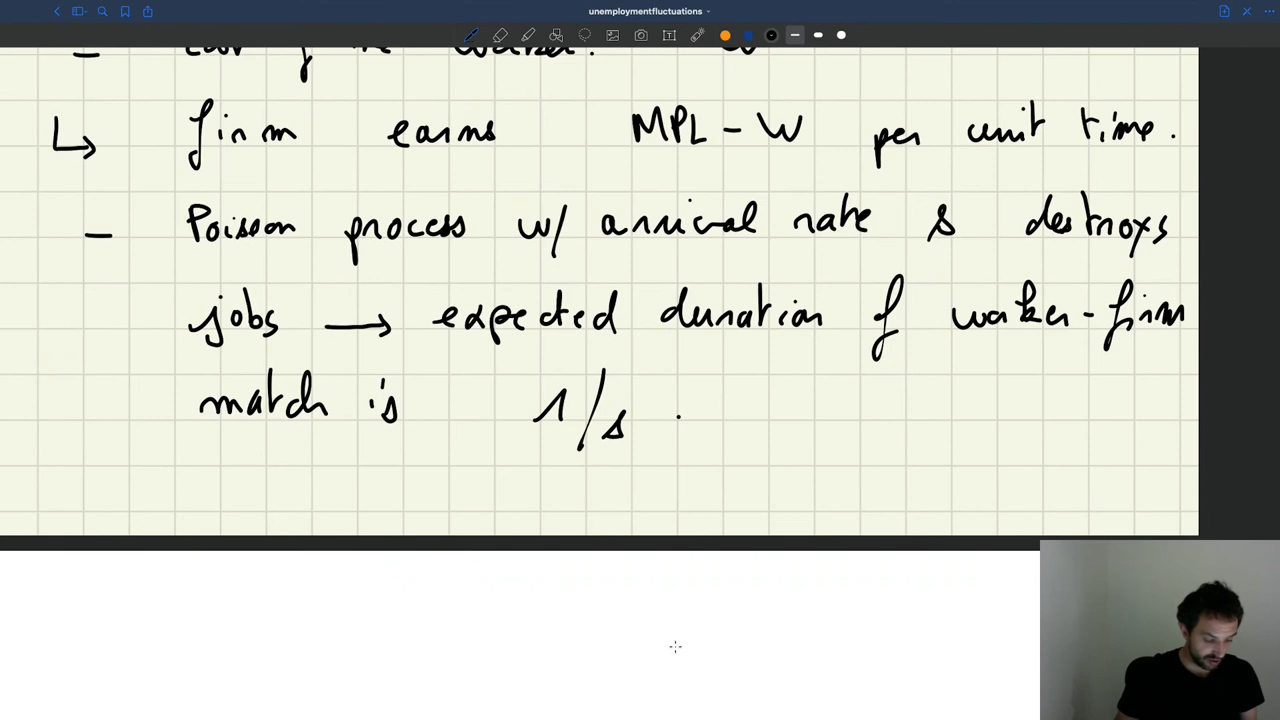 unemploymentfluctuations
↳ firm earns MPL - W per unit time.
- Poisson process w/ arrival rate s destroys
jobs → expected duration of worker-firm
match is 1/s .